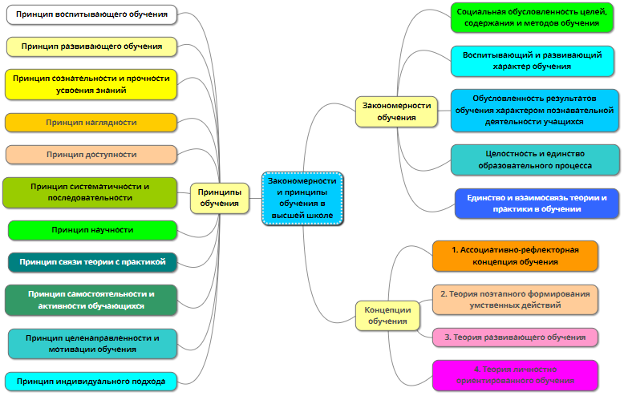 Принцип воспитывающего обучения
Принцип развивающего обучения
Принцип сознательности и прочности
усвоения знаний
Принцип наглядности
Принцип доступности
Принцип систематичности и
последовательности
Принцип научности
Принцип связи теории с практикой
Принцип самостоятельности и
активности обучающихся
Принцип целенаправленности и
мотивации обучения
Принцип индивидуального подхода
Принципы
обучения
Закономерности
и принципы
обучения в
высшей школе
Закономерности
обучения
Социальная обусловленность целей,
содержания и методов обучения
Воспитывающий и развивающий
характер обучения
Обусловленность результатов
обучения характером познавательной
деятельности учащихся
Целостность и единство
образовательного процесса
Единство и взаимосвязь теории и
практики в обучении
Концепции
обучения
1. Ассоциативно-рефлекторная
концепция обучения
2. Теория поэтапного формирования
умственных действий
3. Теория развивающего обучения
4. Теория личностно
ориентированного обучения